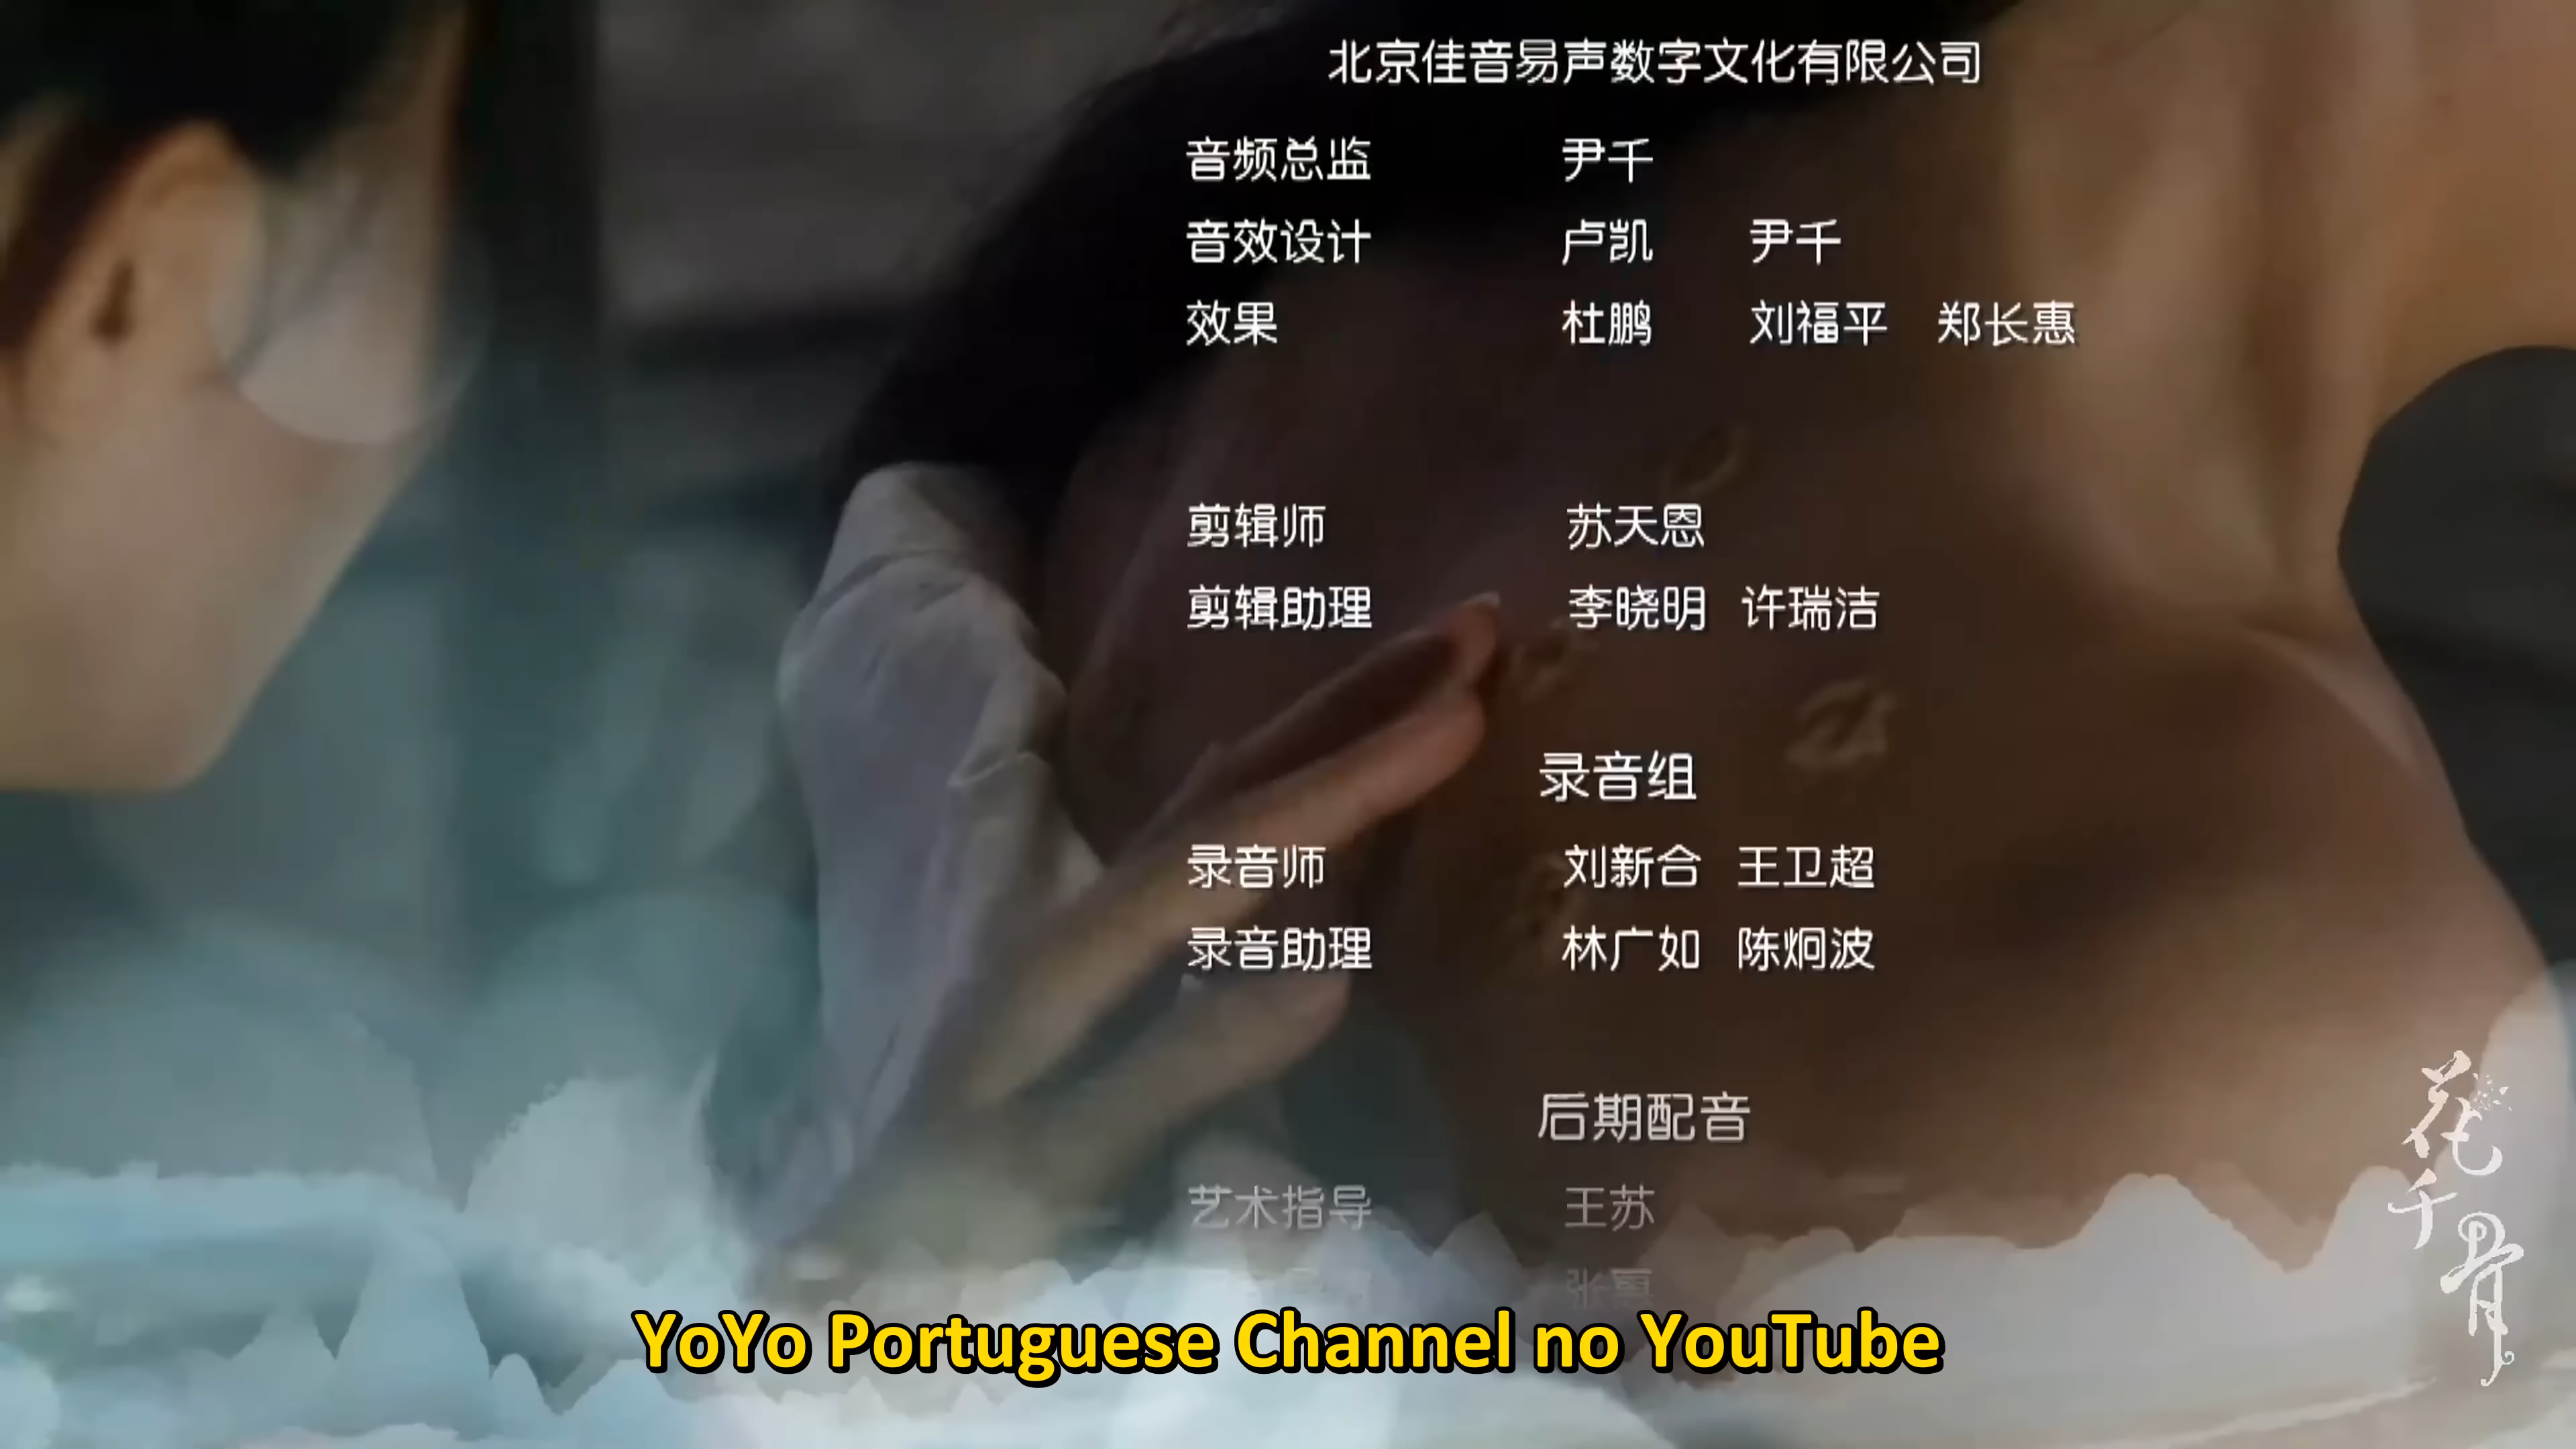 北京佳音易声数字文化有限公司
音频总监 尹千
音效设计 卢凯 尹千
效果 杜鹏 刘福平 郑长惠
剪辑师 苏天恩
剪辑助理 李晓明 许瑞洁
录音组
录音师 刘新合 王卫超
录音助理 林广如 陈炯波
后期配音
艺术指导 王苏
YoYo Portuguese Channel no YouTube
花千骨